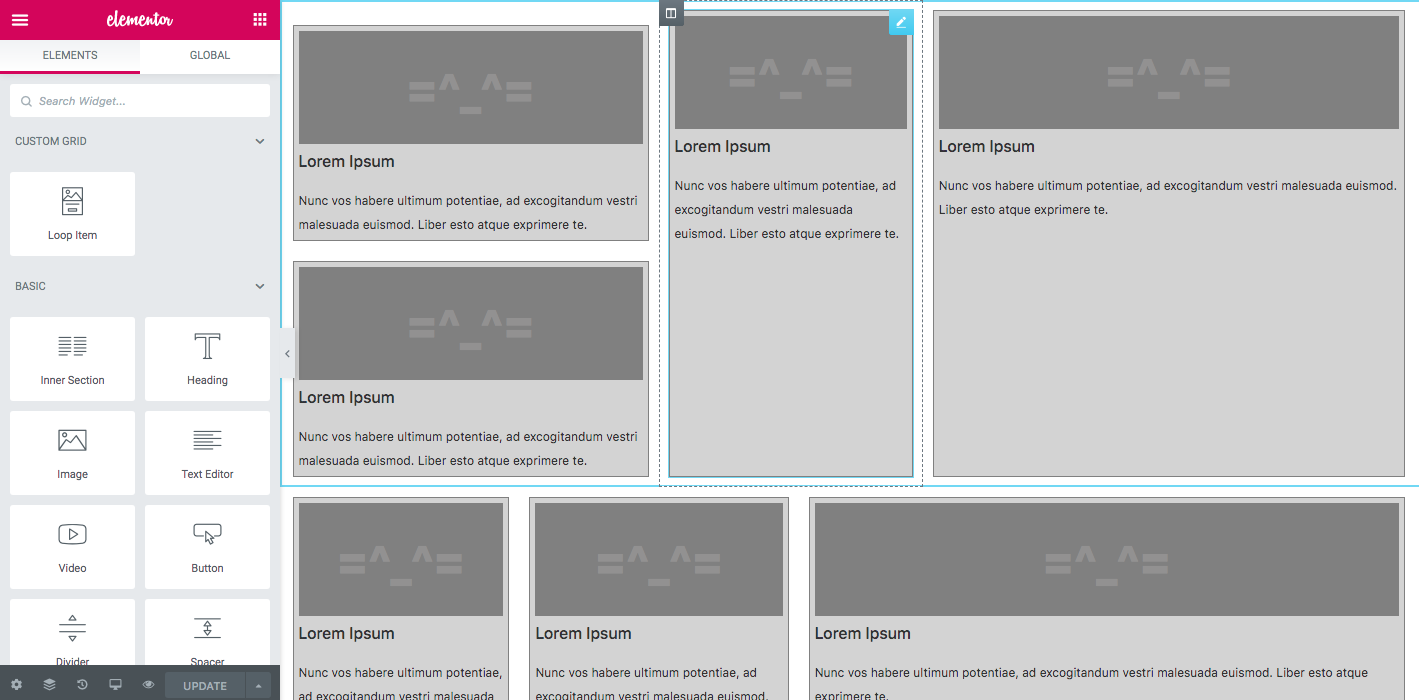 elementor
ELEMENTS
GLOBAL
Search Widget...
CUSTOM GRID
Loop Item
BASIC
Inner Section
Heading
Image
Text Editor
Video
Button
Divider
Spacer
UPDATE
=^_^=
Lorem Ipsum
Nunc vos habere ultimum potentiae, ad excogitandum vestri
malesuada euismod. Liber esto atque exprimere te.
=^_^=
Lorem Ipsum
Nunc vos habere ultimum potentiae, ad excogitandum vestri
malesuada euismod. Liber esto atque exprimere te.
=^_^=
Lorem Ipsum
Nunc vos habere ultimum potentiae, ad
excogitandum vestri malesuada
euismod. Liber esto atque exprimere te.
=^_^=
Lorem Ipsum
Nunc vos habere ultimum potentiae, ad excogitandum vestri malesuada euismod.
Liber esto atque exprimere te.
=^_^=
Lorem Ipsum
Nunc vos habere ultimum potentiae,
ad excogitandum vestri malesuada
=^_^=
Lorem Ipsum
Nunc vos habere ultimum potentiae, ad
excogitandum vestri malesuada euismod.
=^_^=
Lorem Ipsum
Nunc vos habere ultimum potentiae, ad excogitandum vestri malesuada euismod. Liber esto atque
exprimere te.